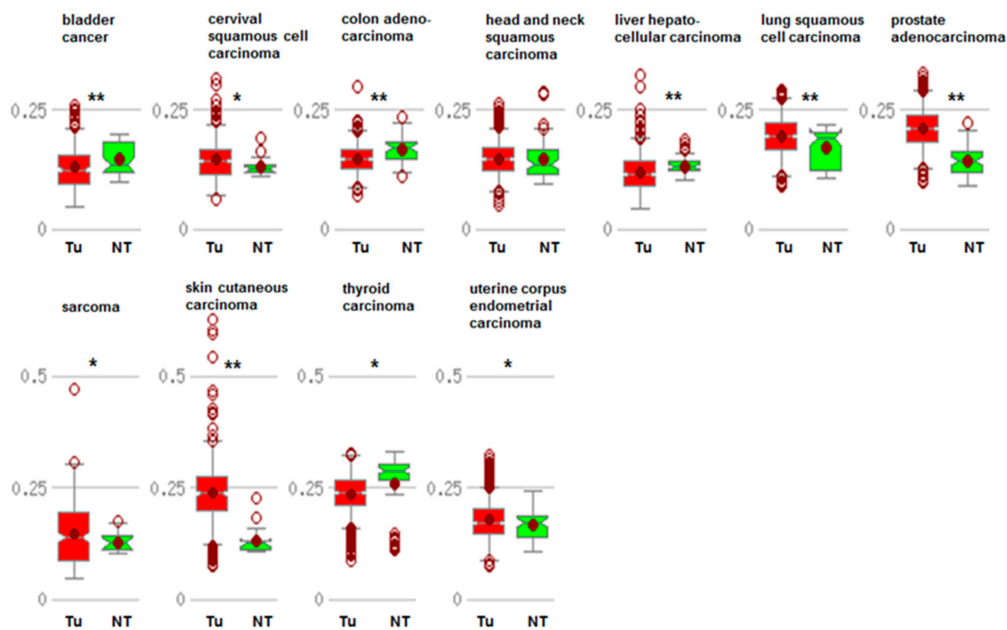 bladder
cancer
cervival
squamous cell
carcinoma
colon adeno-
carcinoma
head and neck
squamous carcinoma
liver hepato-
cellular carcinoma
lung squamous
cell carcinoma
prostate
adenocarcinoma
** * ** ** ** **
0.25 0.25 0.25 0.25 0.25 0.25 0.25
0 0 0 0 0 0 0
Tu NT Tu NT Tu NT Tu NT Tu NT Tu NT Tu NT
sarcoma
skin cutaneous
carcinoma
thyroid
carcinoma
uterine corpus
endometrial
carcinoma
* ** * *
0.5 0.5 0.5 0.5
0.25 0.25 0.25 0.25
0 0 0 0
Tu NT Tu NT Tu NT Tu NT